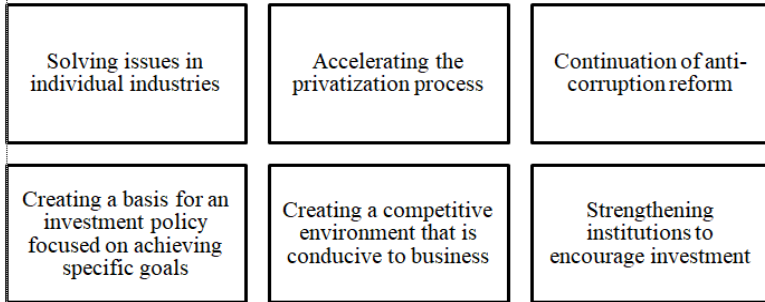 Solving issues in
individual industries
Accelerating the
privatization process
Continuation of anti-
corruption reform
Creating a basis for an
investment policy
focused on achieving
specific goals
Creating a competitive
environment that is
conducive to business
Strengthening
institutions to
encourage investment